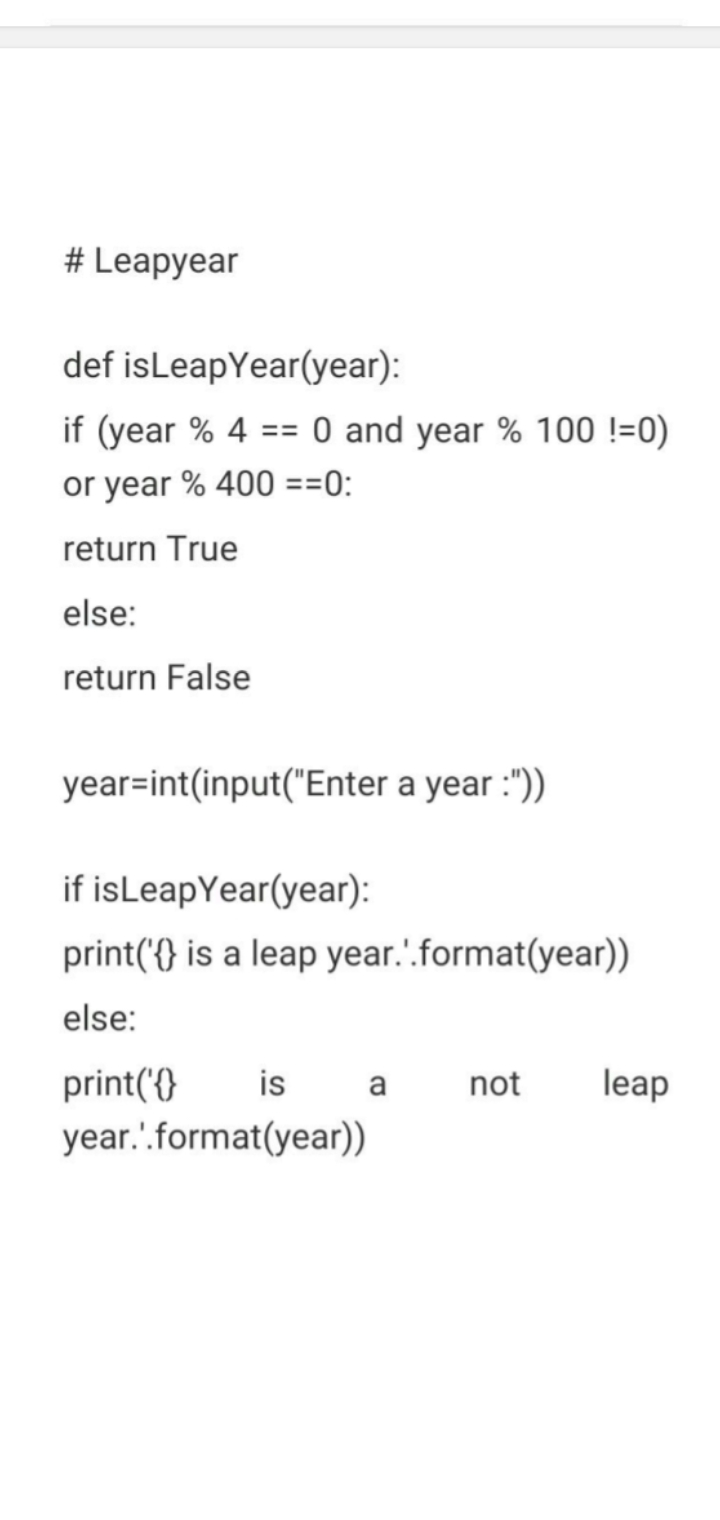 # Leapyear
def isLeapYear(year):
if (year % 4 == 0 and year % 100 !=0)
or year % 400 ==0:
return True
else:
return False
year=int(input("Enter a year :"))
if isLeapYear(year):
print('{} is a leap year.'.format(year))
else:
print('{} is a not leap
year.'.format(year))